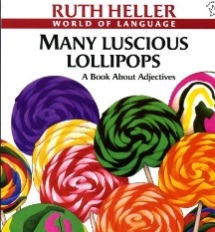 RUTH HELLER
WORLD OF LANGUAGE
MANY LUSCIOUS
LOLLIPOPS
A Book About Adjectives